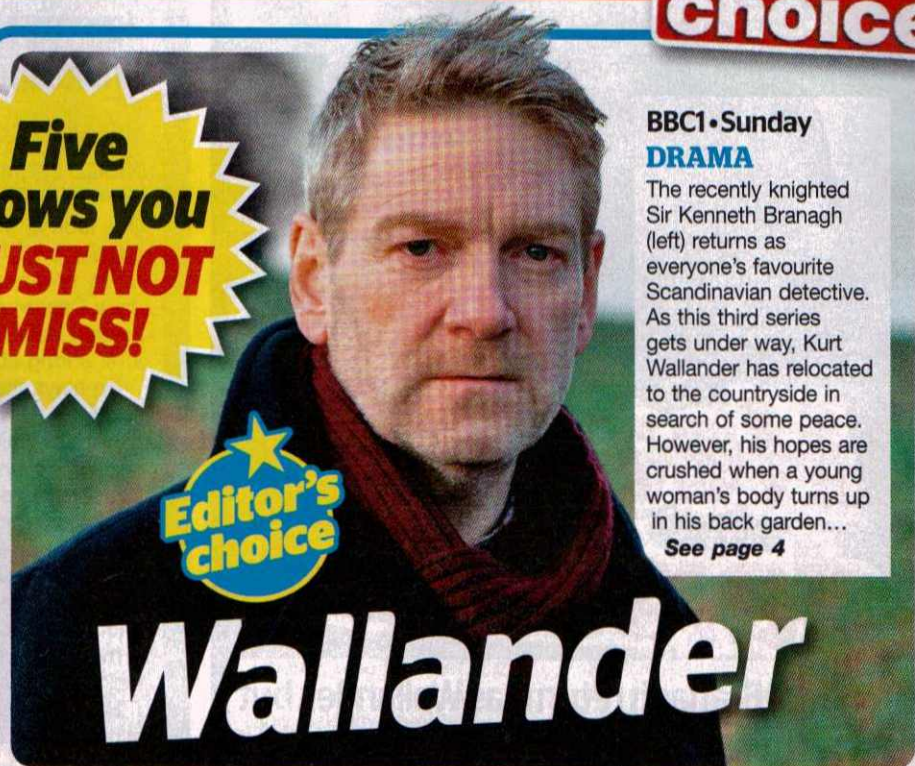 choice
Five
ows you
UST NOT
MISS!
BBC1•Sunday
DRAMA
The recently knighted
Sir Kenneth Branagh
(left) returns as
everyone's favourite
Scandinavian detective.
As this third series
gets under way, Kurt
Wallander has relocated
to the countryside in
search of some peace.
However, his hopes are
crushed when a young
woman's body turns up
in his back garden...
See page 4
Editor's
choice
Wallander